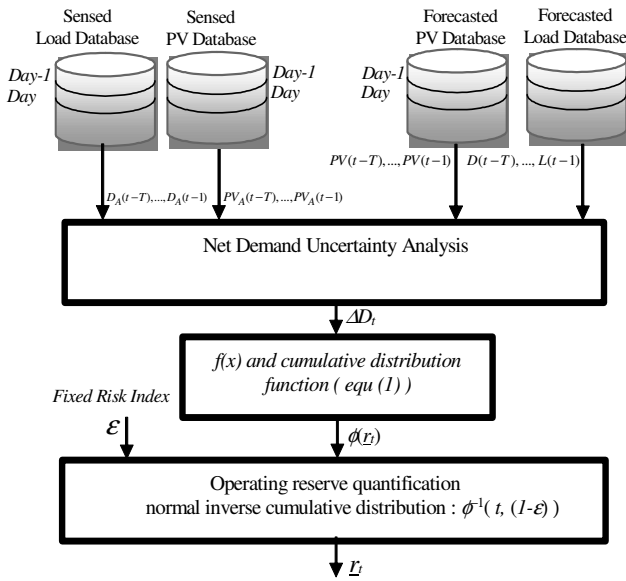 Sensed
Load Database
Sensed
PV Database
Forecasted
PV Database
Forecasted
Load Database
Day-1
Day
Day-1
Day
Day-1
Day
D_A(t−T),...,D_A(t−1)
PV_A(t−T),...,PV_A(t−1)
PV(t−T),...,PV(t−1)
D(t−T),...,L(t−1)
Net Demand Uncertainty Analysis
ΔD_t
f(x) and cumulative distribution
function ( equ (1) )
Fixed Risk Index
ε
ϕ(r_t)
Operating reserve quantification
normal inverse cumulative distribution : ϕ⁻¹( t, (1-ε) )
r_t